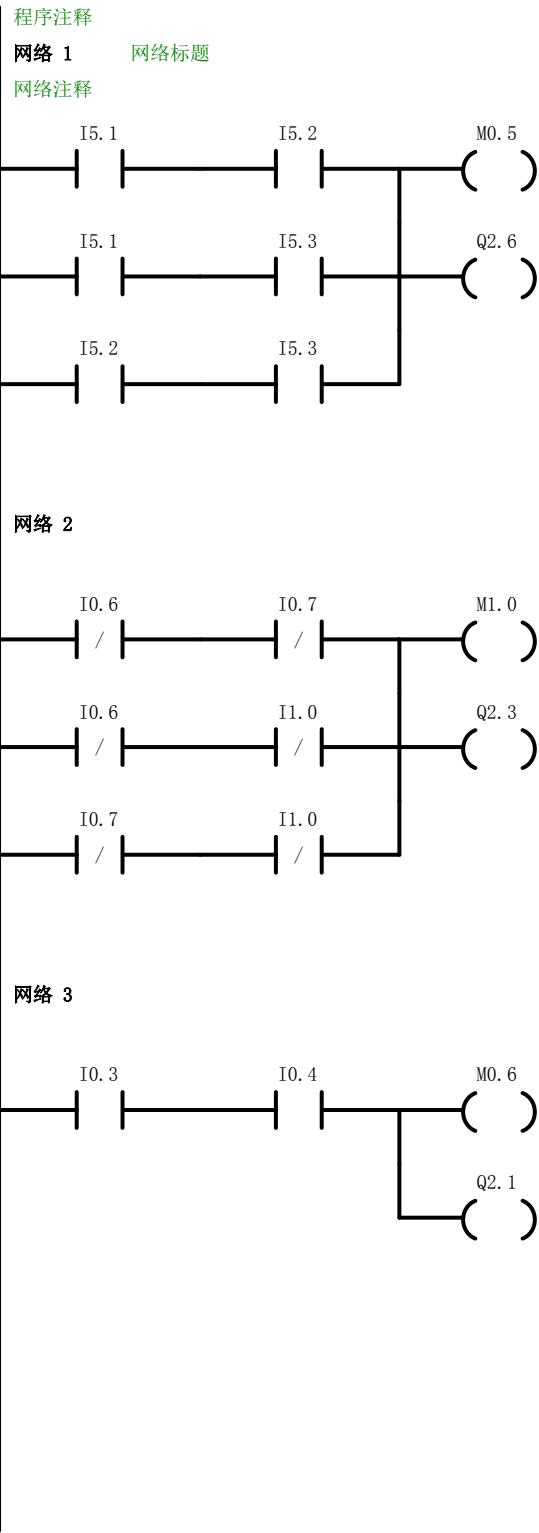 程序注释
网络 1 网络标题
网络注释
I5.1 I5.2 M0.5
I5.1 I5.3 Q2.6
I5.2 I5.3
网络 2
I0.6 I0.7 M1.0
/ /
I0.6 I1.0 Q2.3
/ /
I0.7 I1.0
/ /
网络 3
I0.3 I0.4 M0.6
Q2.1